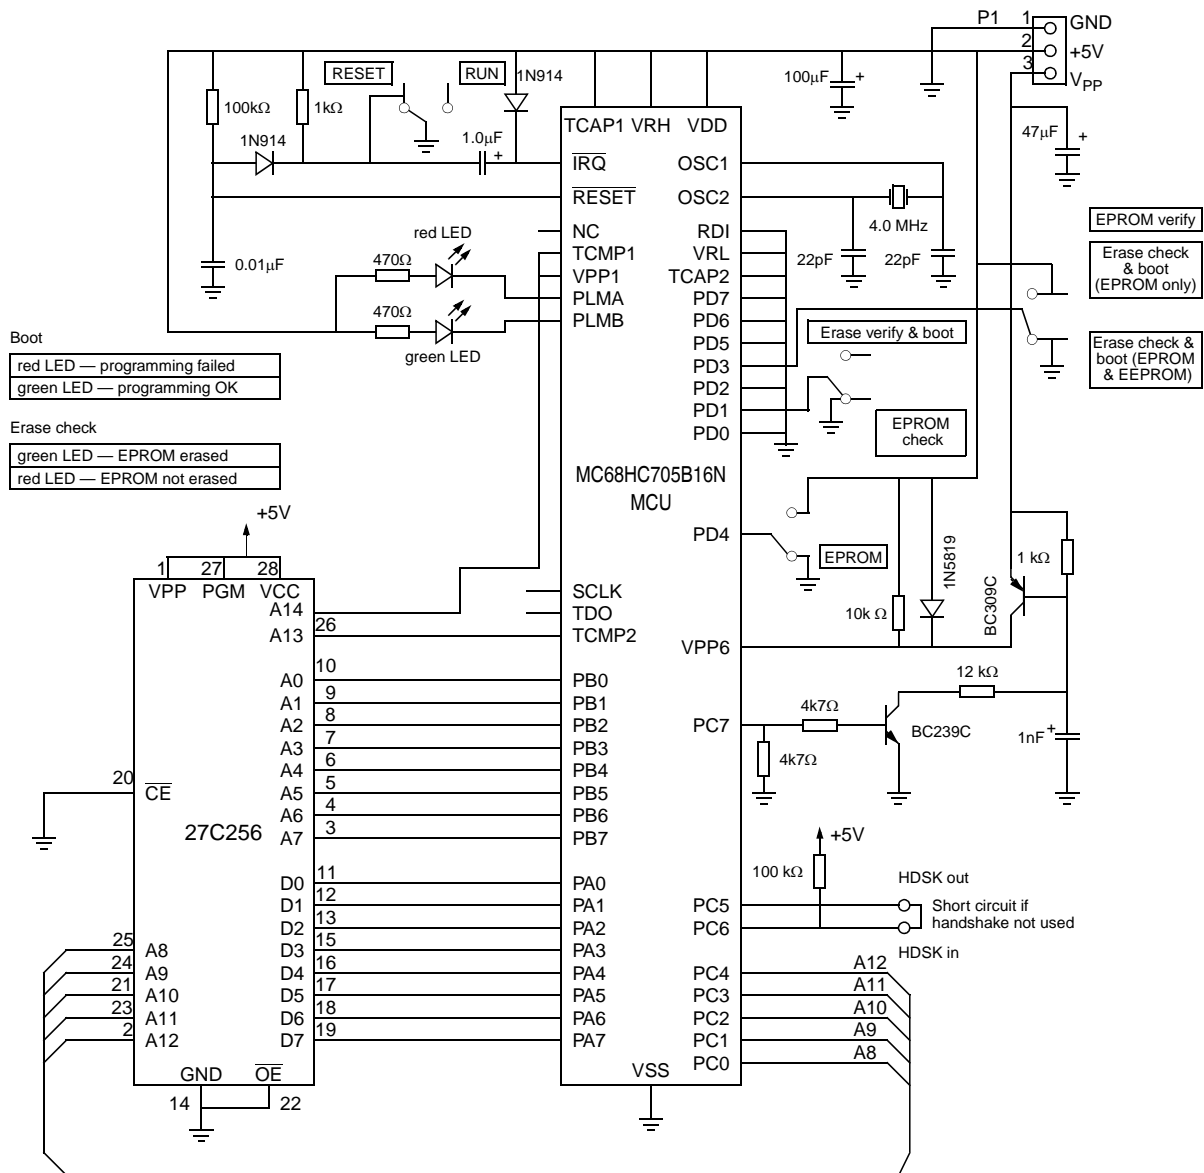 P1
1
GND
2
+5V
3
VPP
RESET
RUN
1N914
100µF
+
100kΩ
1kΩ
47µF
+
1N914
1.0µF
+
TCAP1 VRH VDD
IRQ
RESET
NC
TCMP1
VPP1
PLMA
PLMB
OSC1
OSC2
RDI
VRL
TCAP2
PD7
PD6
PD5
PD3
PD2
PD1
PD0
4.0 MHz
22pF
22pF
EPROM verify
Erase check
& boot
(EPROM only)
Erase check &
boot (EPROM
& EEPROM)
red LED
470Ω
0.01µF
470Ω
green LED
Erase verify & boot
EPROM
check
Boot
red LED — programming failed
green LED — programming OK
Erase check
green LED — EPROM erased
red LED — EPROM not erased
MC68HC705B16N
MCU
PD4
EPROM
1N5819
10k Ω
BC309C
1 kΩ
+5V
1
27
28
VPP
PGM
VCC
A14
A13
26
SCLK
TDO
TCMP2
VPP6
A0
10
PB0
A1
9
PB1
A2
8
PB2
A3
7
PB3
A4
6
PB4
A5
5
PB5
A6
4
PB6
A7
3
PB7
12 kΩ
PC7
4k7Ω
BC239C
4k7Ω
1nF
+
20
CE
27C256
+5V
100 kΩ
HDSK out
Short circuit if
handshake not used
HDSK in
D0
11
PA0
D1
12
PA1
PC5
D2
13
PA2
PC6
D3
15
PA3
D4
16
PA4
PC4
A12
D5
17
PA5
PC3
A11
D6
18
PA6
PC2
A10
D7
19
PA7
PC1
A9
PC0
A8
25
A8
24
A9
21
A10
23
A11
2
A12
GND
OE
14
22
VSS